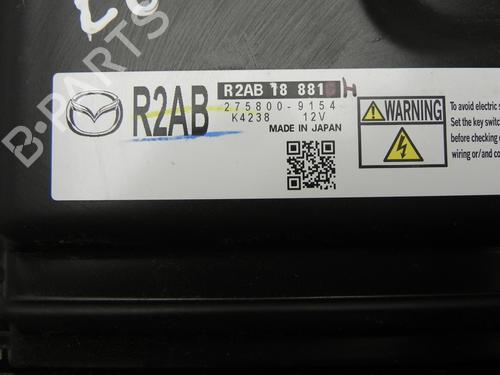 R2AB
R2AB 18 881 H
275800-9154
K4238 12V
MADE IN JAPAN
WARNING
To avoid electric s
Set the key switch
before checking o
wiring or/and co
B-PARTS